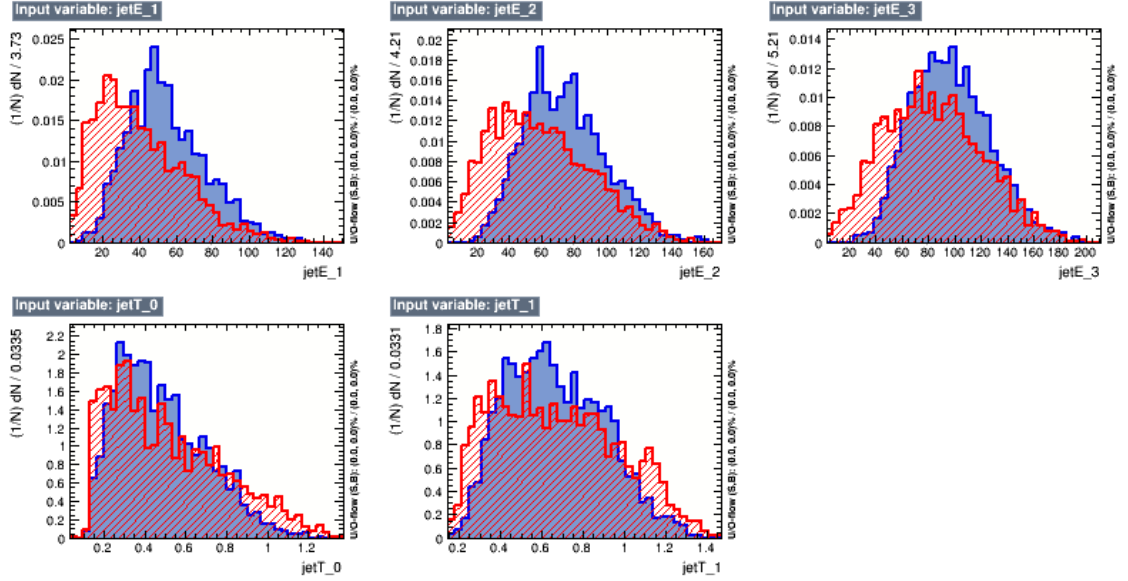 Input variable: jetE_1
(1/N) dN / 3.73
0.025
0.02
0.015
0.01
0.005
0
20 40 60 80 100 120 140
jetE_1
U/O-flow (S,B): (0.0, 0.0)% / (0.0, 0.0)%
Input variable: jetE_2
(1/N) dN / 4.21
0.02
0.018
0.016
0.014
0.012
0.01
0.008
0.006
0.004
0.002
0
20 40 60 80 100 120 140 160
jetE_2
U/O-flow (S,B): (0.0, 0.0)% / (0.0, 0.0)%
Input variable: jetE_3
(1/N) dN / 5.21
0.014
0.012
0.01
0.008
0.006
0.004
0.002
0
20 40 60 80 100 120 140 160 180 200
jetE_3
U/O-flow (S,B): (0.0, 0.0)% / (0.0, 0.0)%
Input variable: jetT_0
(1/N) dN / 0.0335
2.2
2
1.8
1.6
1.4
1.2
1
0.8
0.6
0.4
0.2
0
0.2 0.4 0.6 0.8 1 1.2
jetT_0
U/O-flow (S,B): (0.0, 0.0)% / (0.0, 0.0)%
Input variable: jetT_1
(1/N) dN / 0.0331
1.8
1.6
1.4
1.2
1
0.8
0.6
0.4
0.2
0
0.2 0.4 0.6 0.8 1 1.2 1.4
jetT_1
U/O-flow (S,B): (0.0, 0.0)% / (0.0, 0.0)%